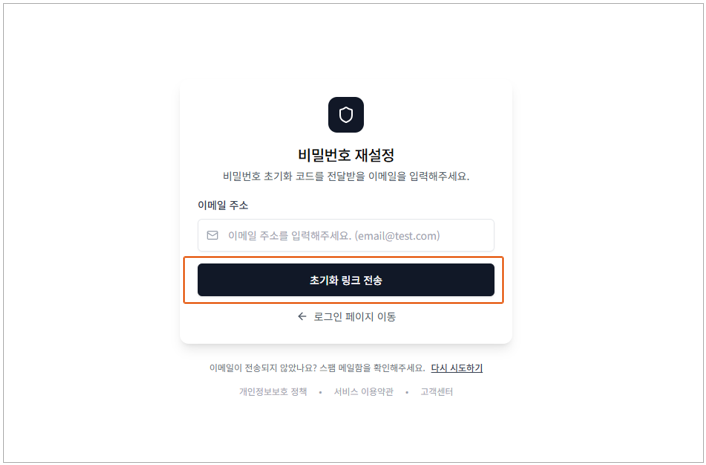 비밀번호 재설정
비밀번호 초기화 코드를 전달받을 이메일을 입력해주세요.
이메일 주소
이메일 주소를 입력해주세요. (email@test.com)
초기화 링크 전송
← 로그인 페이지 이동
이메일이 전송되지 않았나요? 스팸 메일함을 확인해주세요. 다시 시도하기
개인정보보호 정책 • 서비스 이용약관 • 고객센터